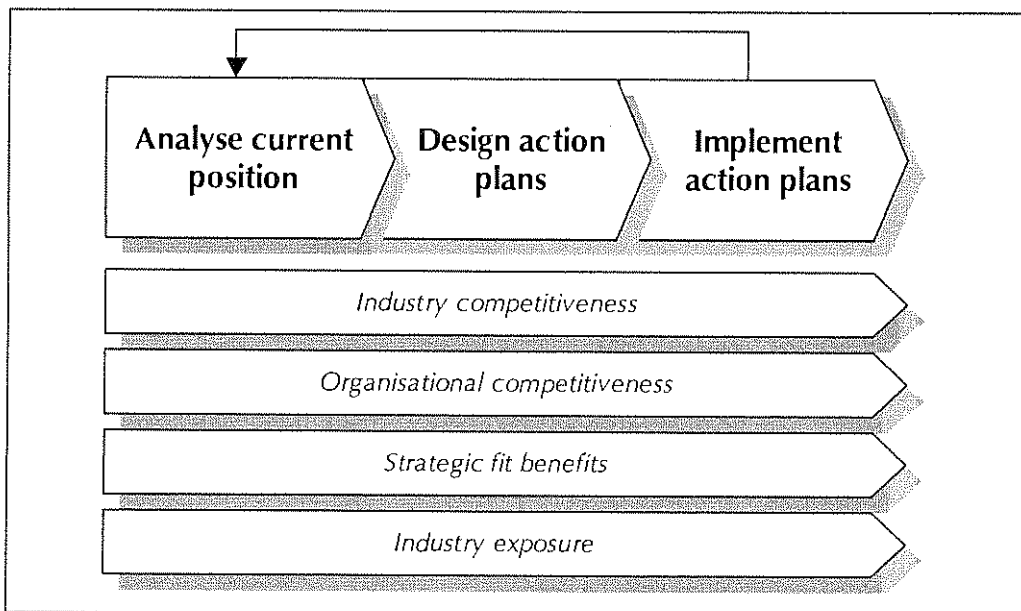 Analyse current
position
Design action
plans
Implement
action plans
Industry competitiveness
Organisational competitiveness
Strategic fit benefits
Industry exposure